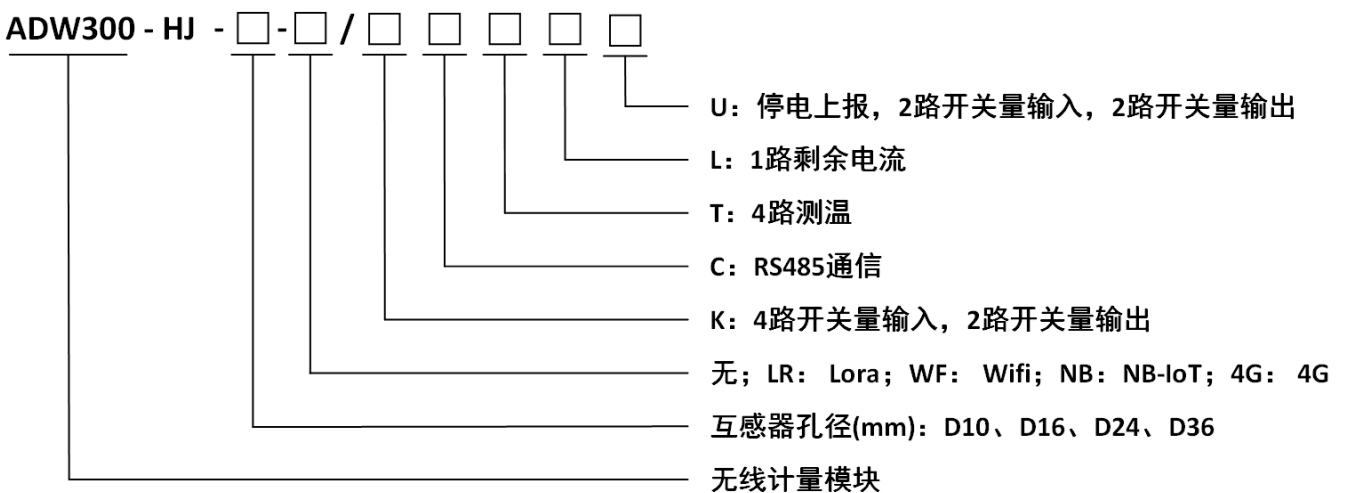 ADW300 - HJ - □ - □ / □ □ □ □ □
U：停电上报，2路开关量输入，2路开关量输出
L：1路剩余电流
T：4路测温
C：RS485通信
K：4路开关量输入，2路开关量输出
无；LR： Lora；WF： Wifi；NB：NB-IoT；4G： 4G
互感器孔径(mm)：D10、D16、D24、D36
无线计量模块